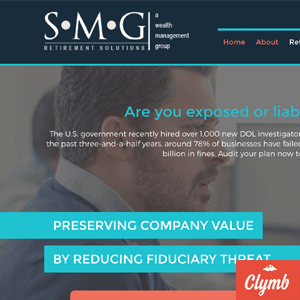 S•M•G
RETIREMENT SOLUTIONS
a
wealth
management
group
Home About Re
Are you exposed or liab
The U.S. government recently hired over 1,000 new DOL investigator
the past three-and-a-half years, around 78% of businesses have failed
billion in fines. Audit your plan now t
PRESERVING COMPANY VALUE
BY REDUCING FIDUCIARY THREAT
Clymb